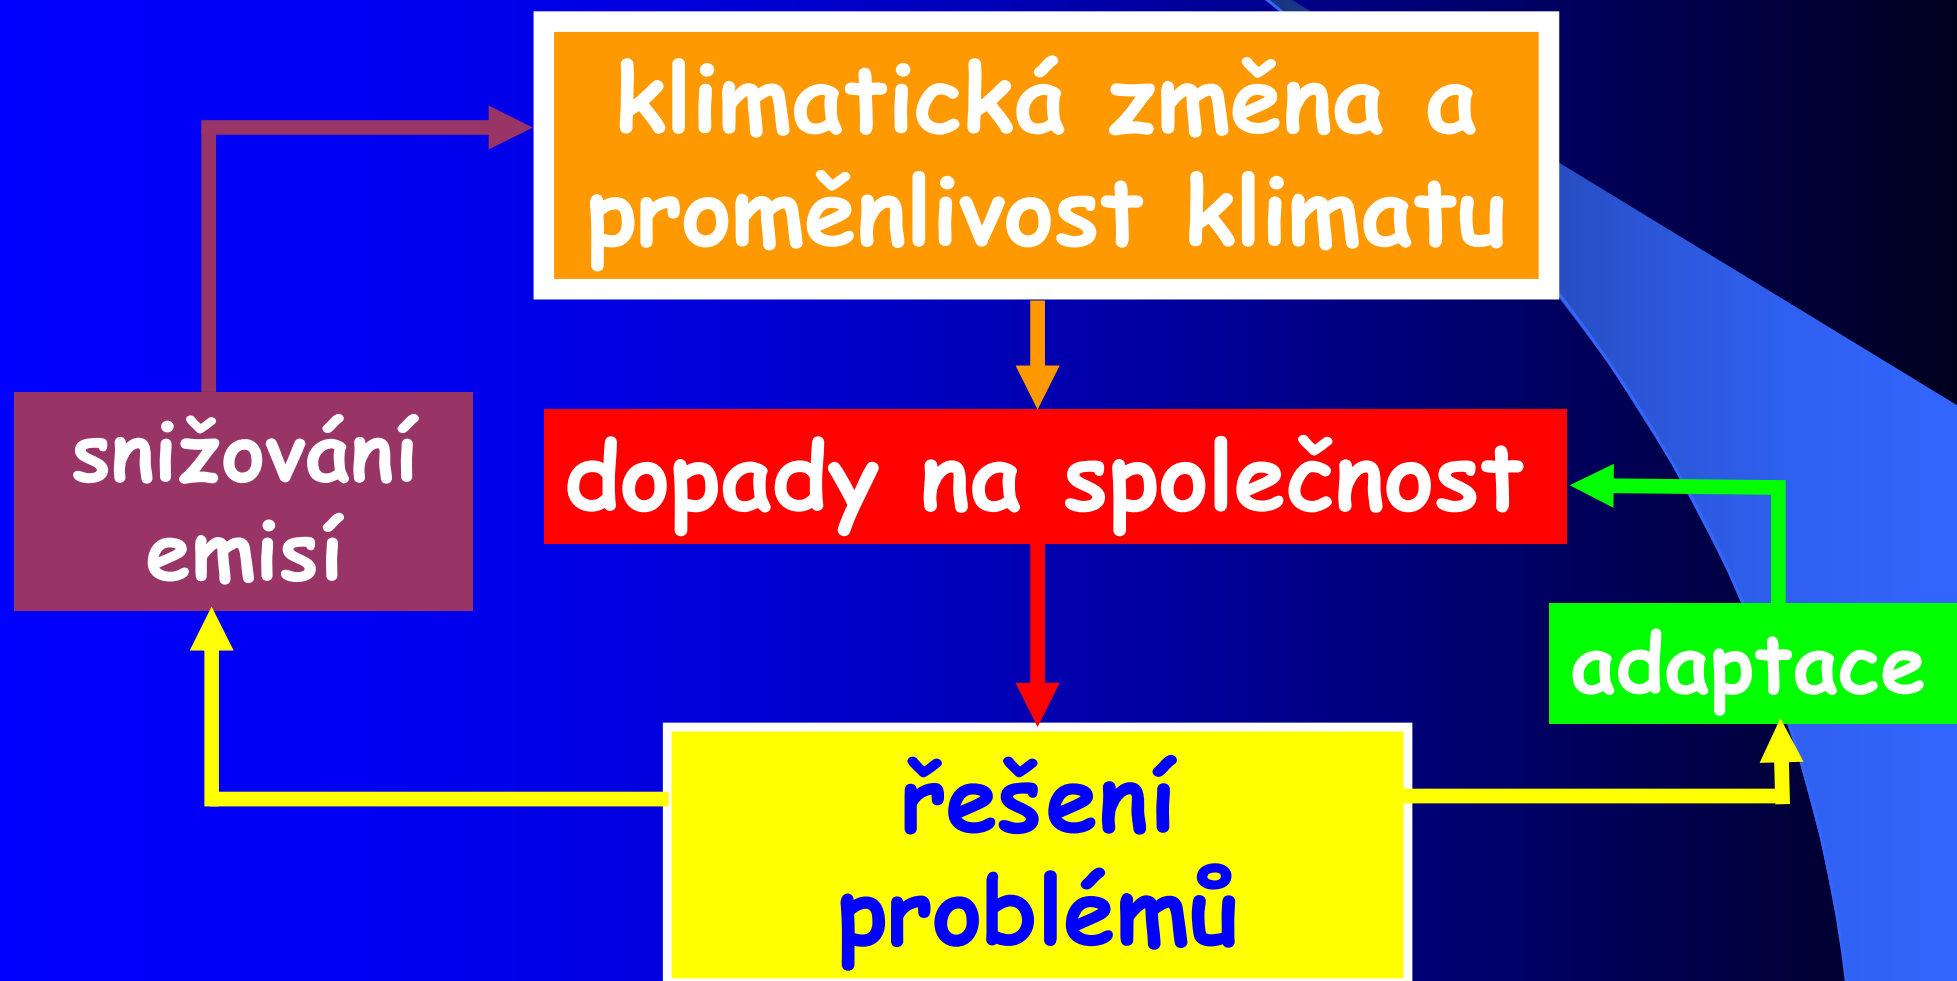 klimatická změna a
proměnlivost klimatu
snižování
emisí
dopady na společnost
adaptace
řešení
problémů